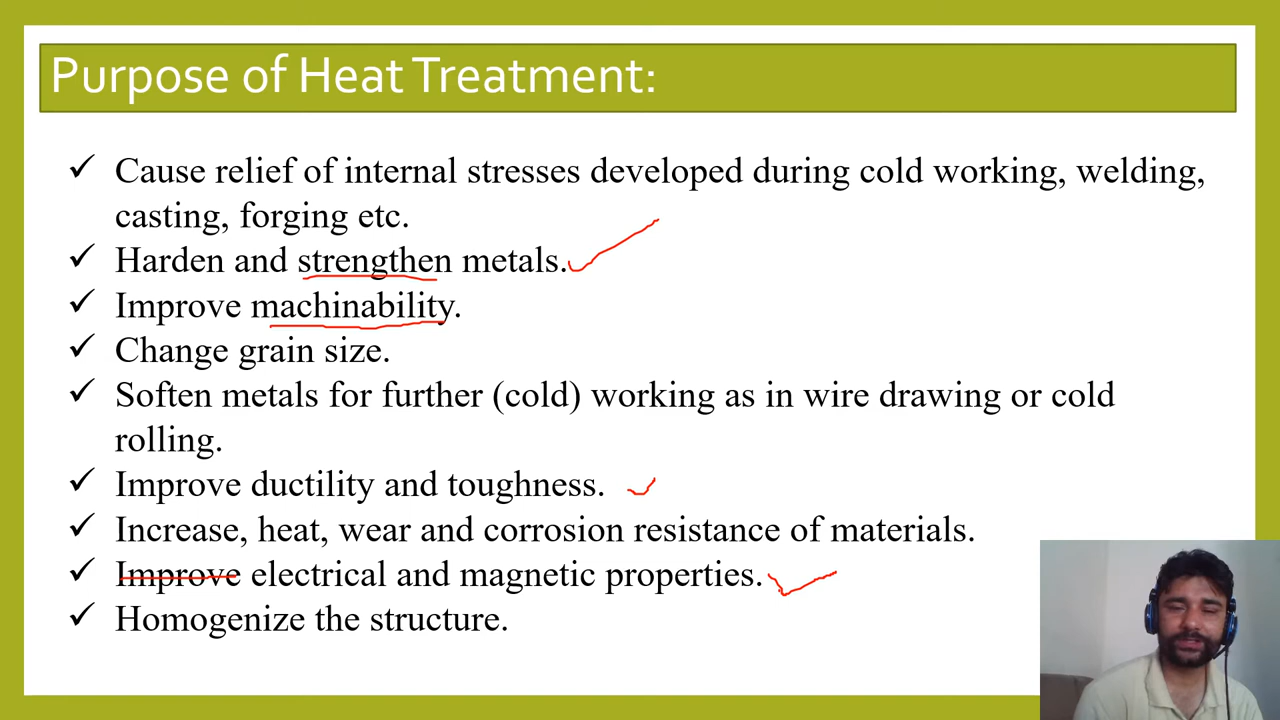 Purpose of Heat Treatment:
✓ Cause relief of internal stresses developed during cold working, welding,
casting, forging etc.
✓ Harden and strengthen metals.
✓ Improve machinability.
✓ Change grain size.
✓ Soften metals for further (cold) working as in wire drawing or cold
rolling.
✓ Improve ductility and toughness.
✓ Increase, heat, wear and corrosion resistance of materials.
✓ Improve electrical and magnetic properties.
✓ Homogenize the structure.